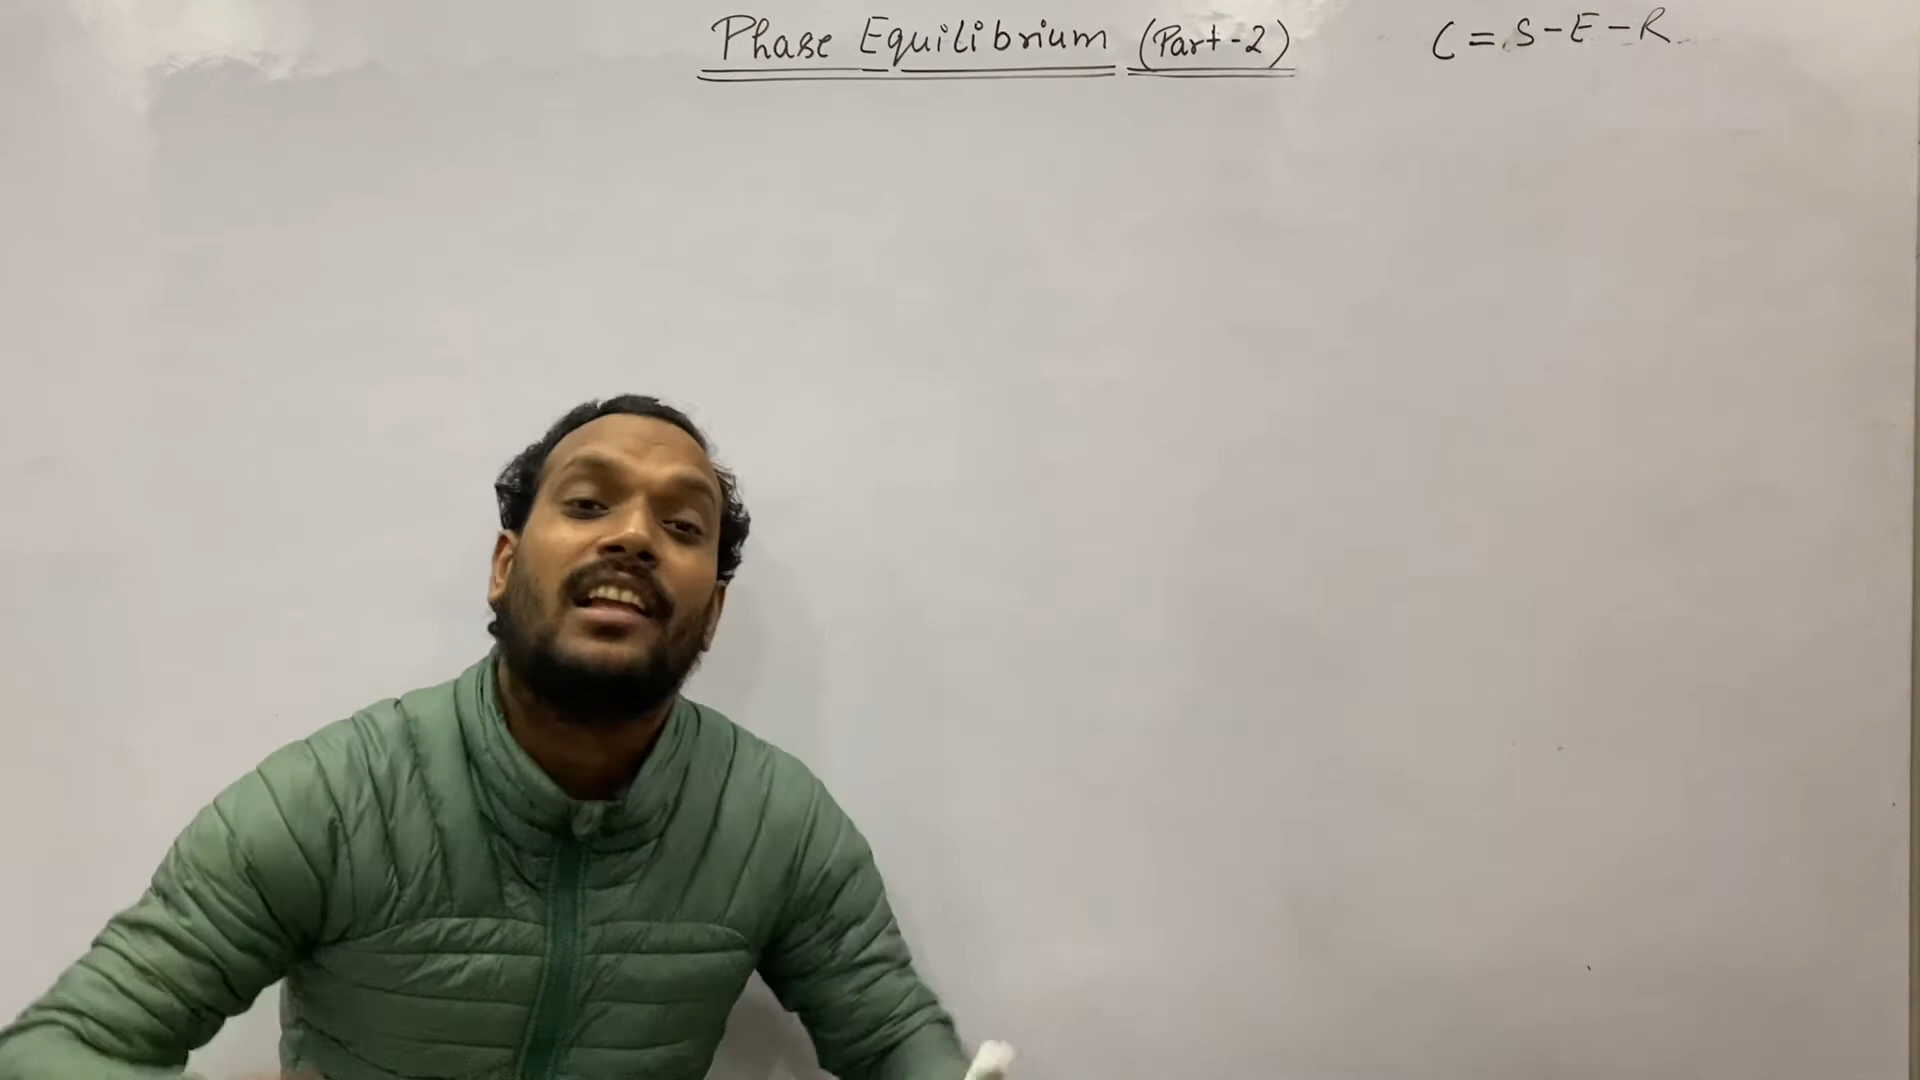 Phase Equilibrium (Part-2)
C = S - E - R